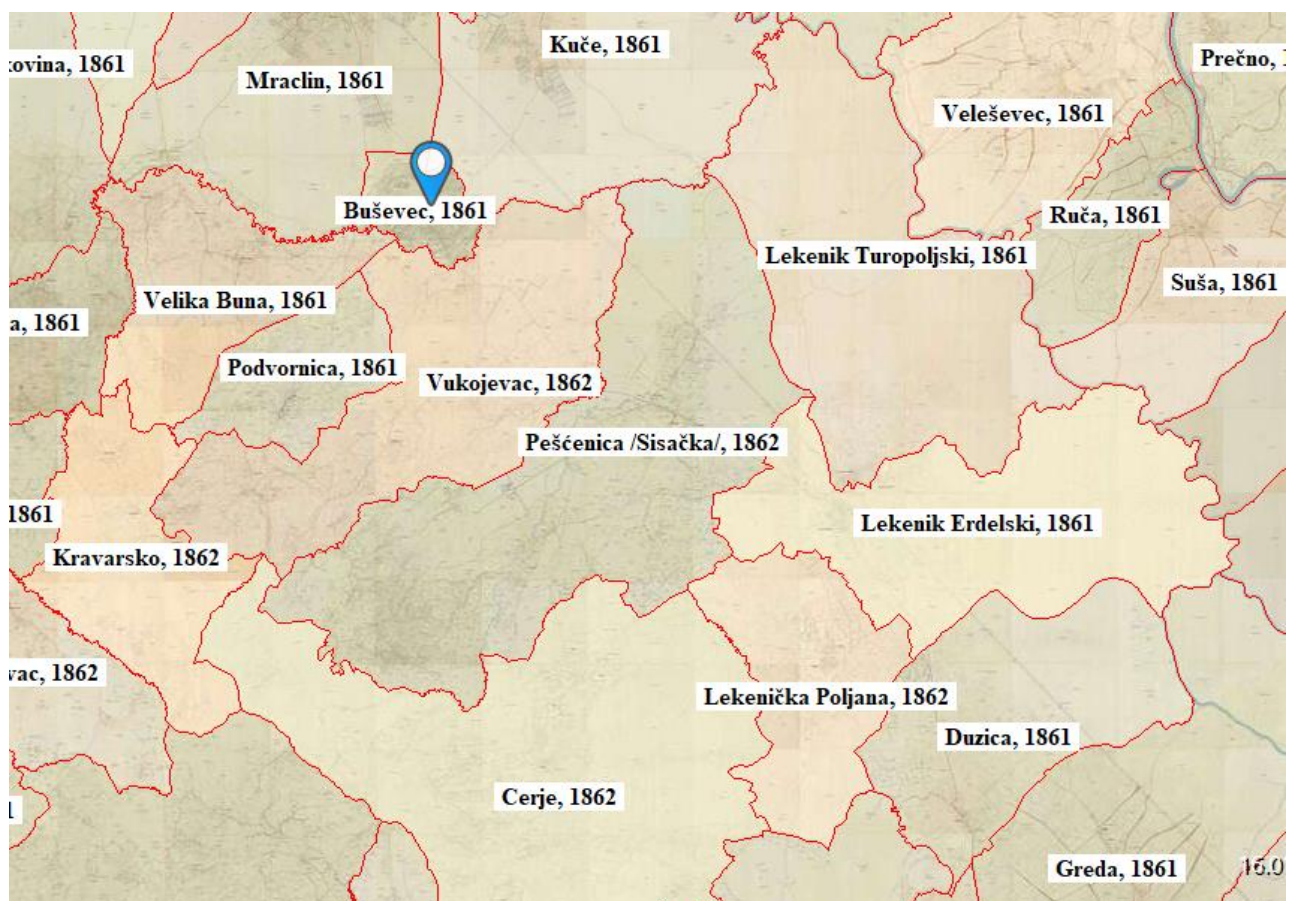 Kuče, 1861
kovina, 1861
Prečno, 1
Mraclin, 1861
Veleševec, 1861
Buševec, 1861
Ruča, 1861
Lekenik Turopoljski, 1861
Suša, 1861
Velika Buna, 1861
a, 1861
Podvornica, 1861
Vukojevac, 1862
Pešćenica /Sisačka/, 1862
1861
Lekenik Erdelski, 1861
Kravarsko, 1862
vac, 1862
Lekenička Poljana, 1862
Duzica, 1861
Cerje, 1862
1
Greda, 1861